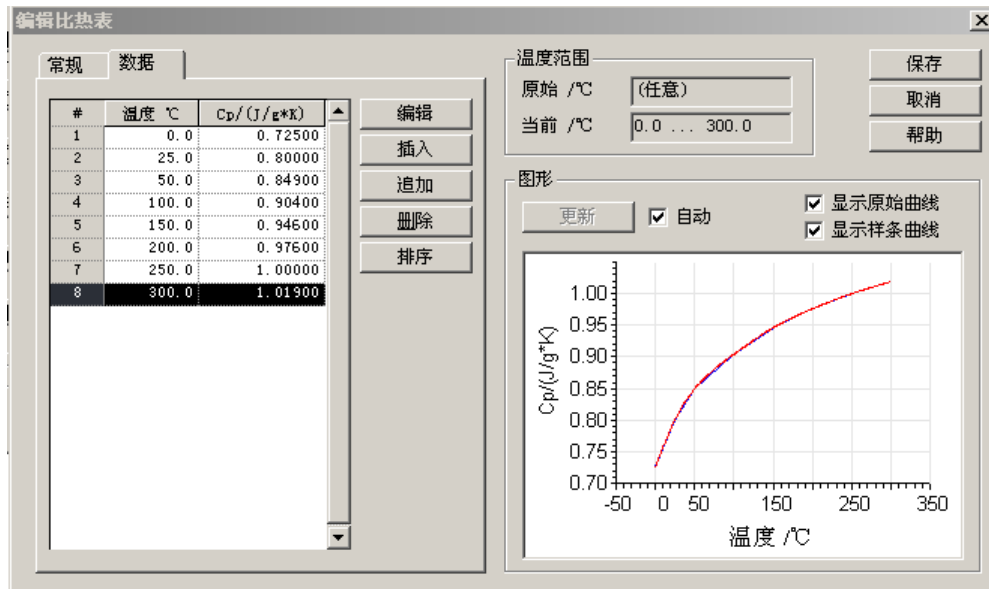 编辑比热表
常规 数据
# 温度 ℃ Cp/(J/g*K)
1 0.0 0.72500
2 25.0 0.80000
3 50.0 0.84900
4 100.0 0.90400
5 150.0 0.94600
6 200.0 0.97600
7 250.0 1.00000
8 300.0 1.01900
编辑
插入
追加
删除
排序
温度范围
原始 /℃ (任意)
当前 /℃ 0.0 ... 300.0
保存
取消
帮助
图形
更新 自动
显示原始曲线
显示样条曲线
Cp/(J/g*K)
1.00
0.95
0.90
0.85
0.80
0.75
0.70
-50 0 50 150 250 350
温度 /℃